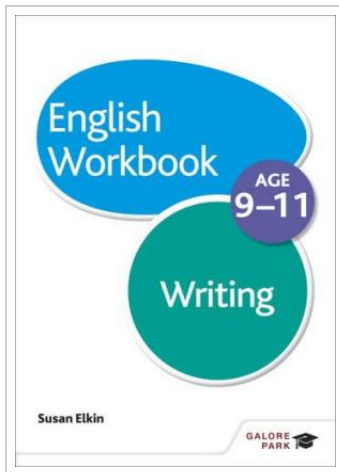 English
Workbook
AGE
9–11
Writing
Susan Elkin
GALORE
PARK